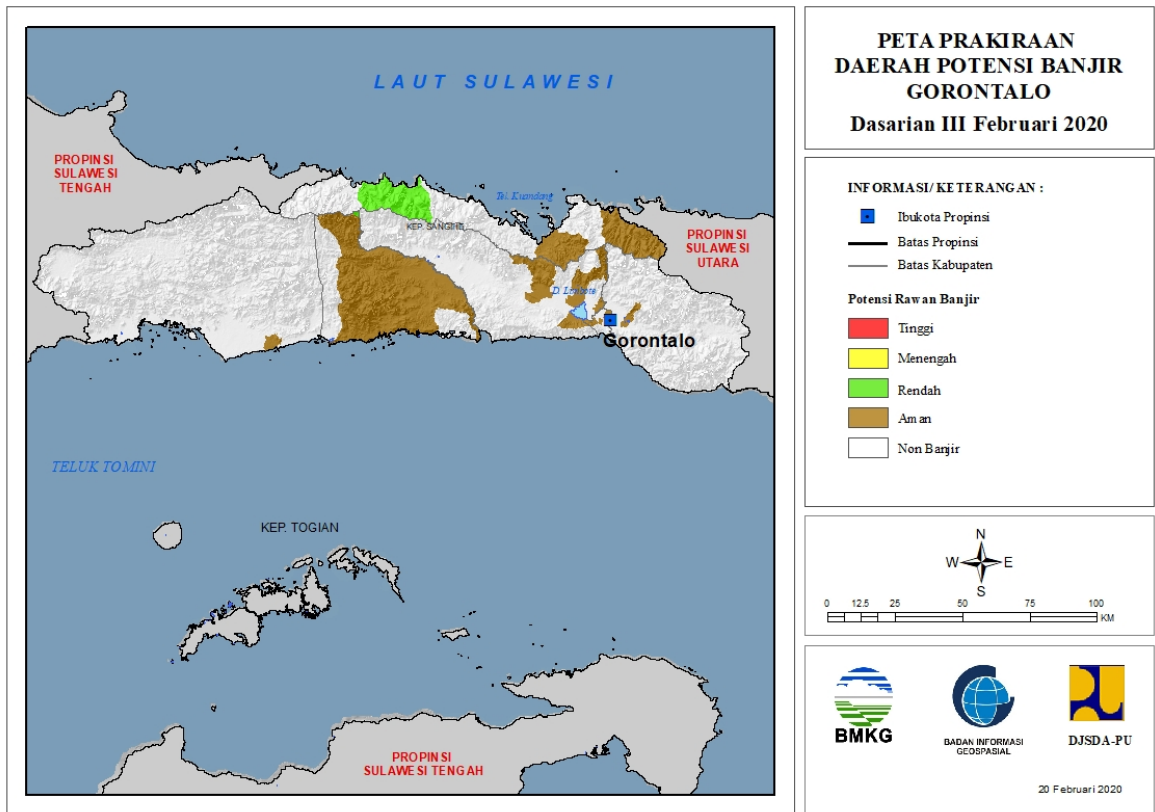 LAUT SULAWESI
PROPINSI
SULAWESI
TENGAH
Tel. Kuandang
KEP. SANGIHE
PROPINSI
SULAWESI
UTARA
D. Limboto
Gorontalo
TELUK TOMINI
KEP. TOGIAN
PROPINSI
SULAWESI TENGAH
PETA PRAKIRAAN
DAERAH POTENSI BANJIR
GORONTALO
Dasarian III Februari 2020
INFORMASI/ KETERANGAN :
Ibukota Propinsi
Batas Propinsi
Batas Kabupaten
Potensi Rawan Banjir
Tinggi
Menengah
Rendah
Aman
Non Banjir
N
W E
S
0 12.5 25 50 75 100
KM
BMKG
BADAN INFORMASI
GEOSPASIAL
DJSDA-PU
20 Februari 2020